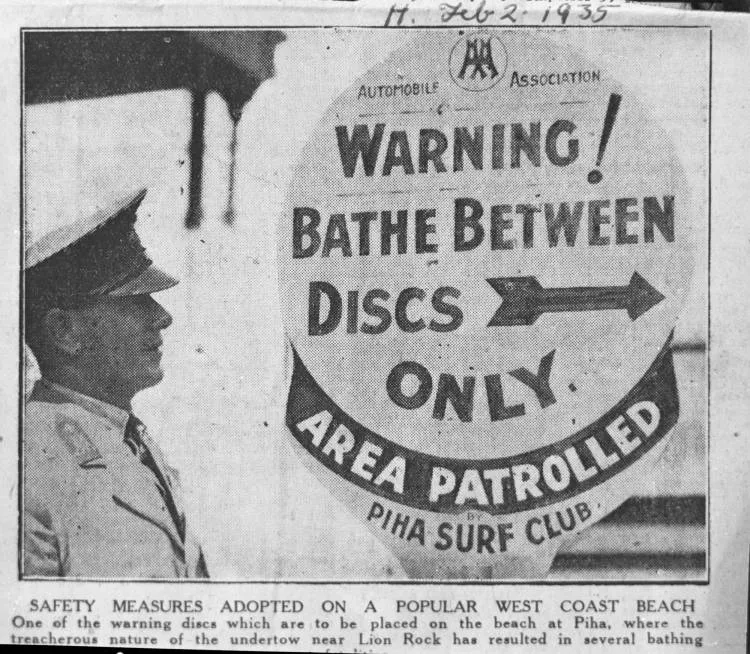 H. Feb 2. 1935
AA
AUTOMOBILE ASSOCIATION
WARNING!
BATHE BETWEEN
DISCS
ONLY.
AREA PATROLLED
BY
PIHA SURF CLUB.
SAFETY MEASURES ADOPTED ON A POPULAR WEST COAST BEACH
One of the warning discs which are to be placed on the beach at Piha, where the
treacherous nature of the undertow near Lion Rock has resulted in several bathing